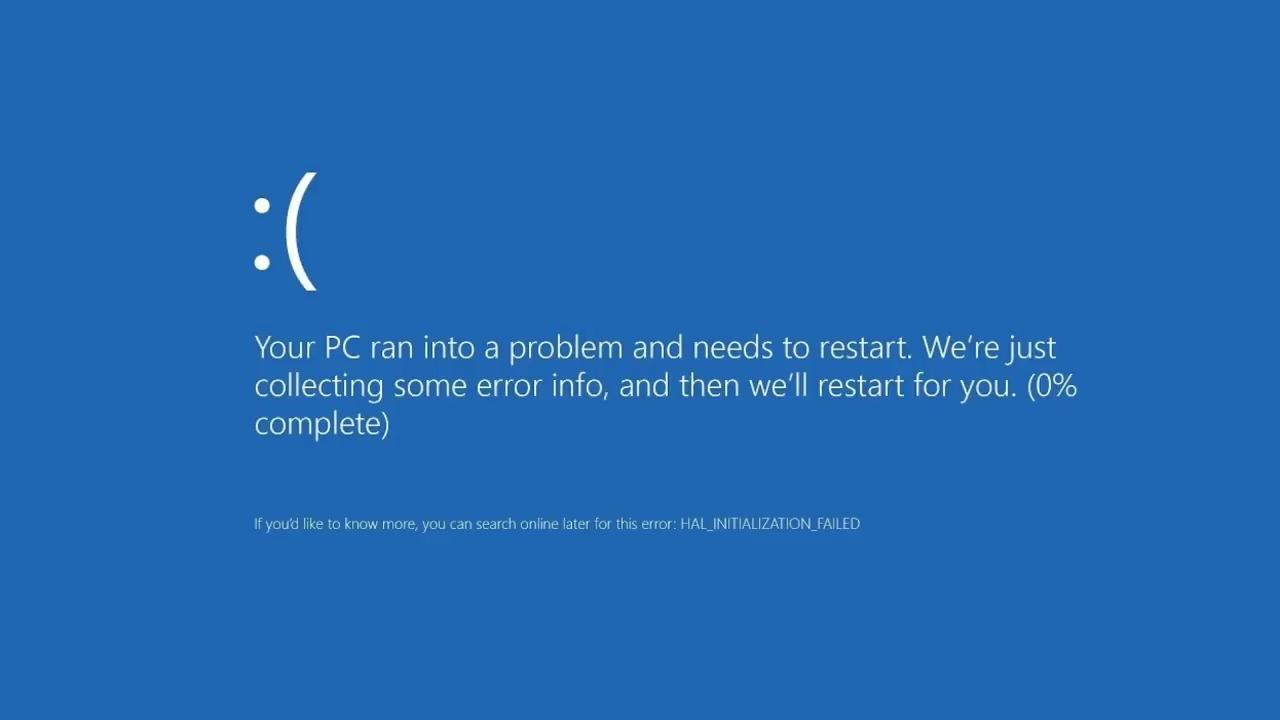 :(
Your PC ran into a problem and needs to restart. We're just
collecting some error info, and then we'll restart for you. (0%
complete)
If you'd like to know more, you can search online later for this error: HAL_INITIALIZATION_FAILED